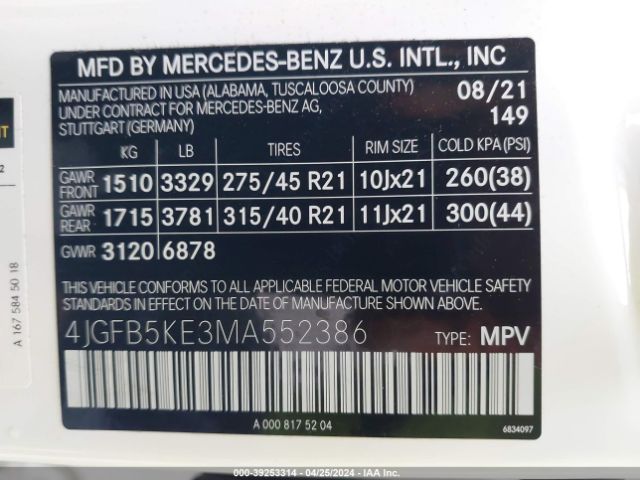 MFD BY MERCEDES-BENZ U.S. INTL., INC
MANUFACTURED IN USA (ALABAMA, TUSCALOOSA COUNTY) 08/21
UNDER CONTRACT FOR MERCEDES-BENZ AG, 149
STUTTGART (GERMANY)
KG LB TIRES RIM SIZE COLD KPA (PSI)
GAWR FRONT 1510 3329 275/45 R21 10Jx21 260(38)
GAWR REAR 1715 3781 315/40 R21 11Jx21 300(44)
GVWR 3120 6878
THIS VEHICLE CONFORMS TO ALL APPLICABLE FEDERAL MOTOR VEHICLE SAFETY
STANDARDS IN EFFECT ON THE DATE OF MANUFACTURE SHOWN ABOVE.
4JGFB5KE3MA552386 TYPE: MPV
A 000 817 52 04
6834097
A 167 584 50 18
000-39253314 - 04/25/2024 - IAA Inc.